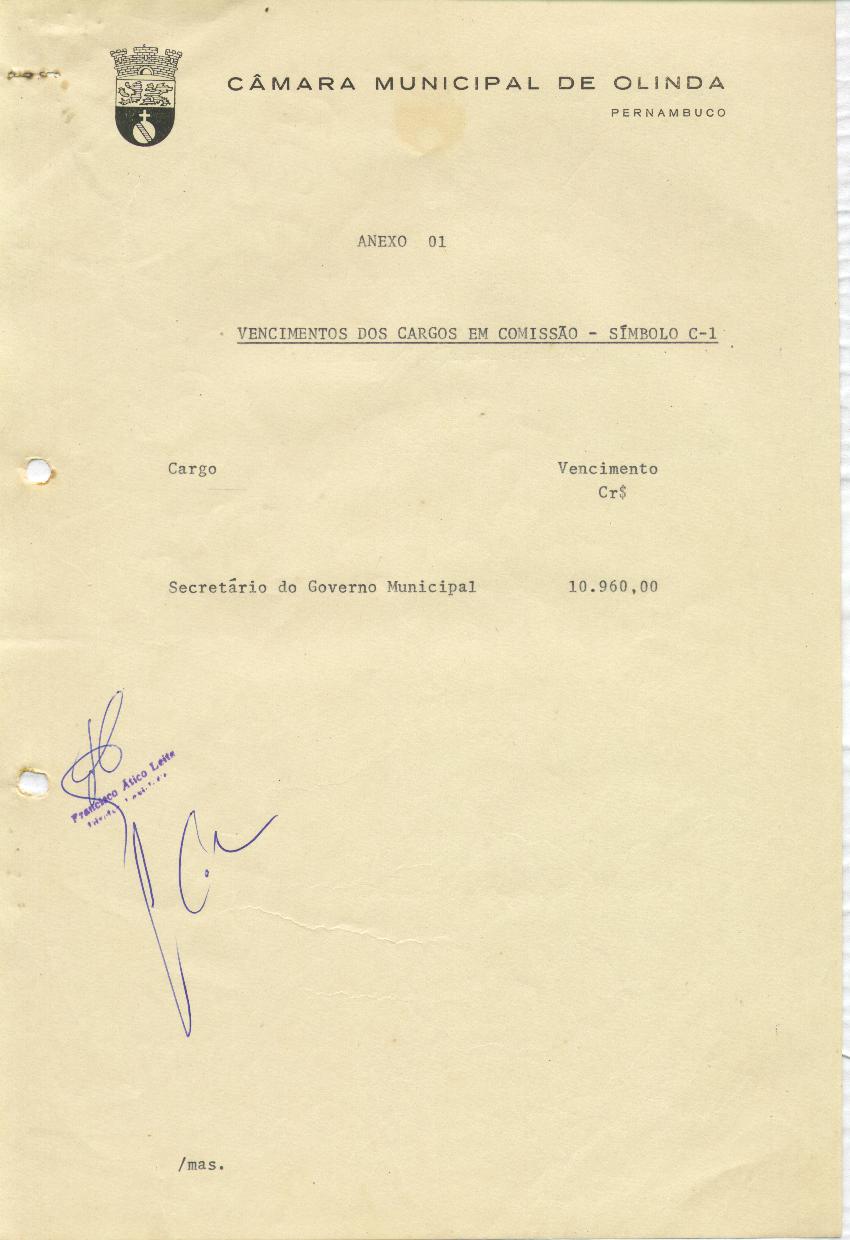 CÂMARA MUNICIPAL DE OLINDA
PERNAMBUCO
ANEXO 01
VENCIMENTOS DOS CARGOS EM COMISSÃO - SÍMBOLO C-1
Cargo Vencimento
Cr$
Secretário do Governo Municipal 10.960,00
Francisco Ático Leite
/mas.